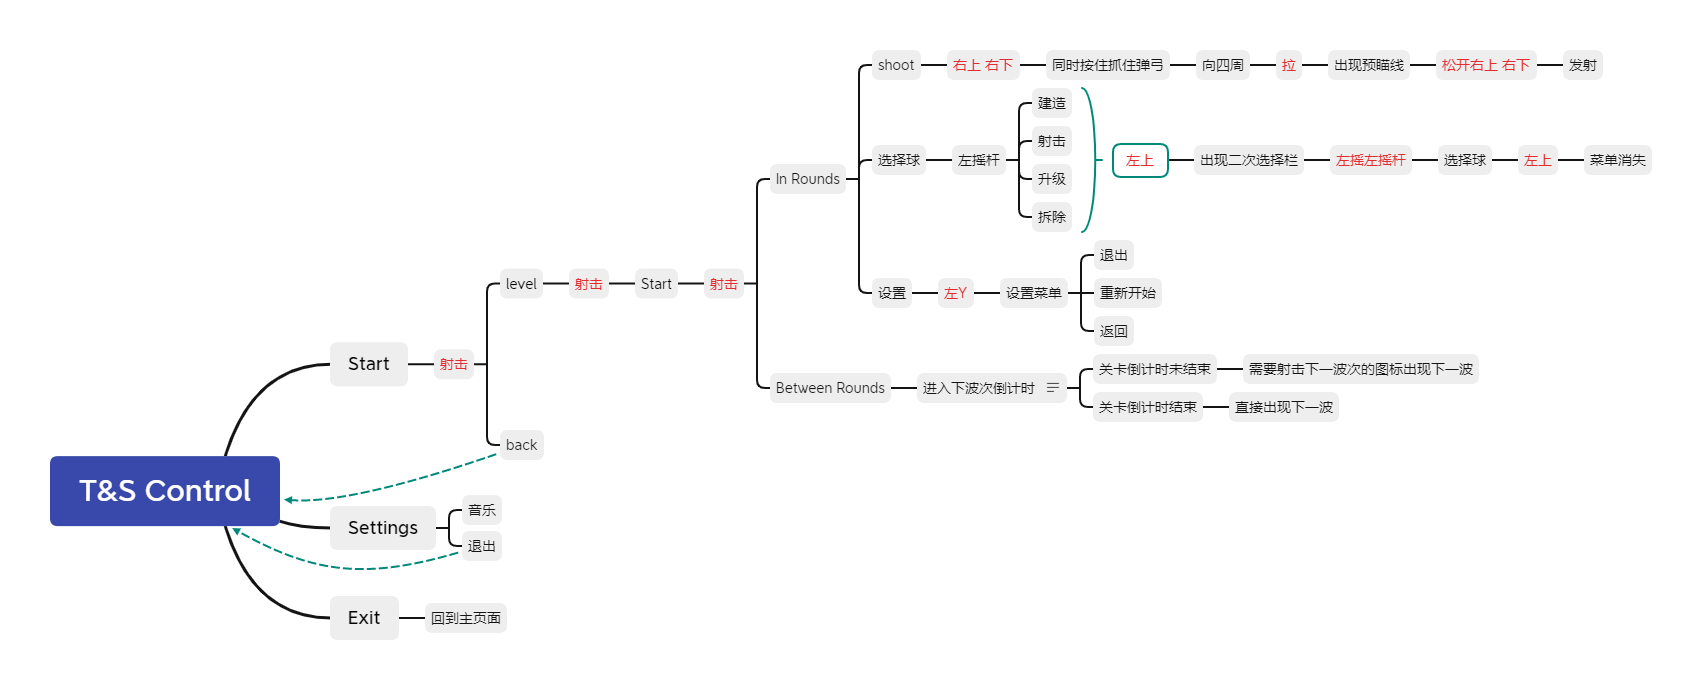 T&S Control
Start
射击
level
射击
Start
射击
In Rounds
shoot
右上 右下
同时按住抓住弹弓
向四周
拉
出现预瞄线
松开右上 右下
发射
选择球
左摇杆
建造
射击
升级
拆除
左上
出现二次选择栏
左摇左摇杆
选择球
左上
菜单消失
设置
左Y
设置菜单
退出
重新开始
返回
Between Rounds
进入下波次倒计时
关卡倒计时未结束
需要射击下一波次的图标出现下一波
关卡倒计时结束
直接出现下一波
back
Settings
音乐
退出
Exit
回到主页面